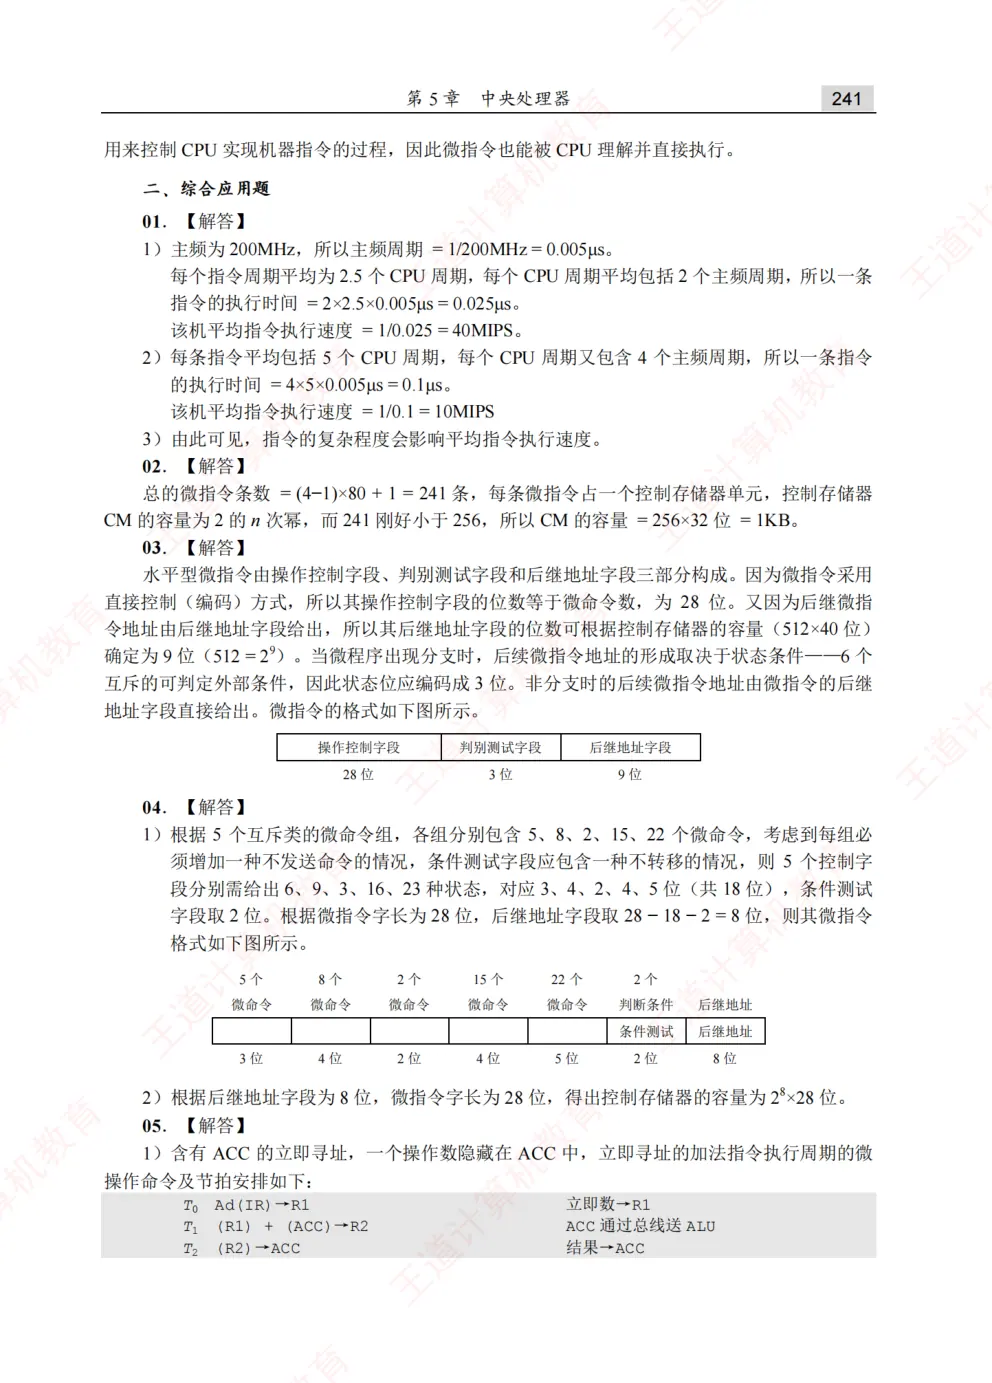 第 5 章　中央处理器　241
用来控制 CPU 实现机器指令的过程，因此微指令也能被 CPU 理解并直接执行。
二、综合应用题
01. 【解答】
1）主频为 200MHz，所以主频周期 = 1/200MHz = 0.005μs。
每个指令周期平均为 2.5 个 CPU 周期，每个 CPU 周期平均包括 2 个主频周期，所以一条
指令的执行时间 = 2×2.5×0.005μs = 0.025μs。
该机平均指令执行速度 = 1/0.025 = 40MIPS。
2）每条指令平均包括 5 个 CPU 周期，每个 CPU 周期又包含 4 个主频周期，所以一条指令
的执行时间 = 4×5×0.005μs = 0.1μs。
该机平均指令执行速度 = 1/0.1 = 10MIPS
3）由此可见，指令的复杂程度会影响平均指令执行速度。
02. 【解答】
总的微指令条数 = (4−1)×80 + 1 = 241 条，每条微指令占一个控制存储器单元，控制存储器
CM 的容量为 2 的 n 次幂，而 241 刚好小于 256，所以 CM 的容量 = 256×32 位 = 1KB。
03. 【解答】
水平型微指令由操作控制字段、判别测试字段和后继地址字段三部分构成。因为微指令采用
直接控制（编码）方式，所以其操作控制字段的位数等于微命令数，为 28 位。又因为后继微指
令地址由后继地址字段给出，所以其后继地址字段的位数可根据控制存储器的容量（512×40 位）
确定为 9 位（512 = 2⁹）。当微程序出现分支时，后续微指令地址的形成取决于状态条件——6 个
互斥的可判定外部条件，因此状态位应编码成 3 位。非分支时的后续微指令地址由微指令的后继
地址字段直接给出。微指令的格式如下图所示。
操作控制字段　判别测试字段　后继地址字段
28 位　3 位　9 位
04. 【解答】
1）根据 5 个互斥类的微命令组，各组分别包含 5、8、2、15、22 个微命令，考虑到每组必
须增加一种不发送命令的情况，条件测试字段应包含一种不转移的情况，则 5 个控制字
段分别需给出 6、9、3、16、23 种状态，对应 3、4、2、4、5 位（共 18 位），条件测试
字段取 2 位。根据微指令字长为 28 位，后继地址字段取 28 − 18 − 2 = 8 位，则其微指令
格式如下图所示。
5 个　8 个　2 个　15 个　22 个　2 个
微命令　微命令　微命令　微命令　微命令　判断条件　后继地址
条件测试　后继地址
3 位　4 位　2 位　4 位　5 位　2 位　8 位
2）根据后继地址字段为 8 位，微指令字长为 28 位，得出控制存储器的容量为 2⁸×28 位。
05. 【解答】
1）含有 ACC 的立即寻址，一个操作数隐藏在 ACC 中，立即寻址的加法指令执行周期的微
操作命令及节拍安排如下：
T₀ Ad(IR)→R1　立即数→R1
T₁ (R1) + (ACC)→R2　ACC 通过总线送 ALU
T₂ (R2)→ACC　结果→ACC